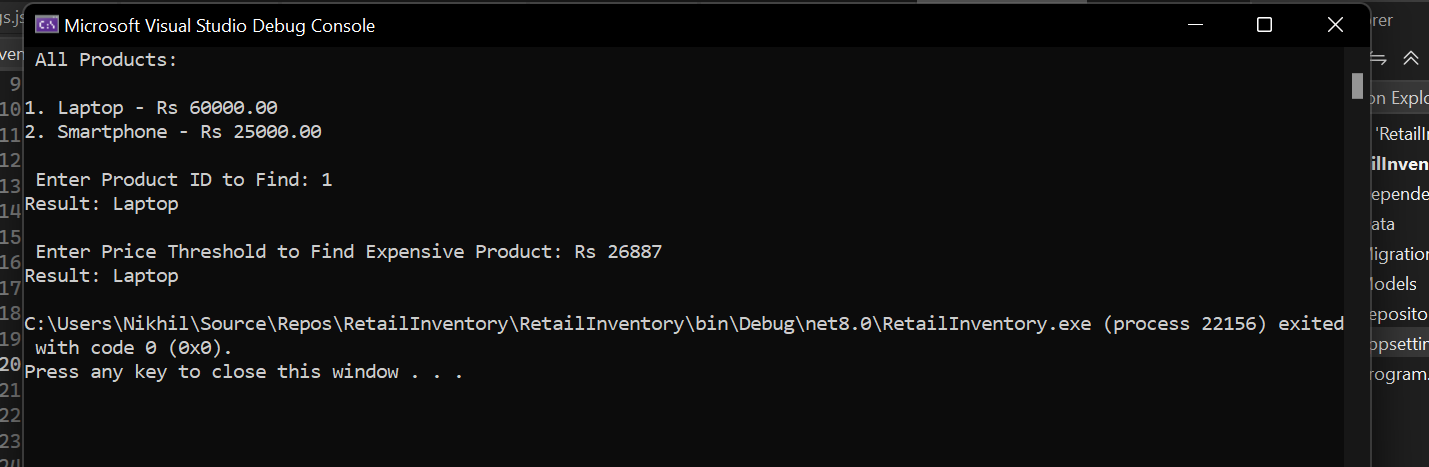 gs.js
Microsoft Visual Studio Debug Console
rer
ven
All Products:
9
on Explo
10
1. Laptop - Rs 60000.00
11
2. Smartphone - Rs 25000.00
'RetailIn
12
ilInven
13
Enter Product ID to Find: 1
epende
14
Result: Laptop
ata
15
Enter Price Threshold to Find Expensive Product: Rs 26887
16
Result: Laptop
igration
17
odels
18
C:\Users\Nikhil\Source\Repos\RetailInventory\RetailInventory\bin\Debug\net8.0\RetailInventory.exe (process 22156) exited
eposito
19
with code 0 (0x0).
ppsettin
20
Press any key to close this window . . .
rogram.
21
22
23
24